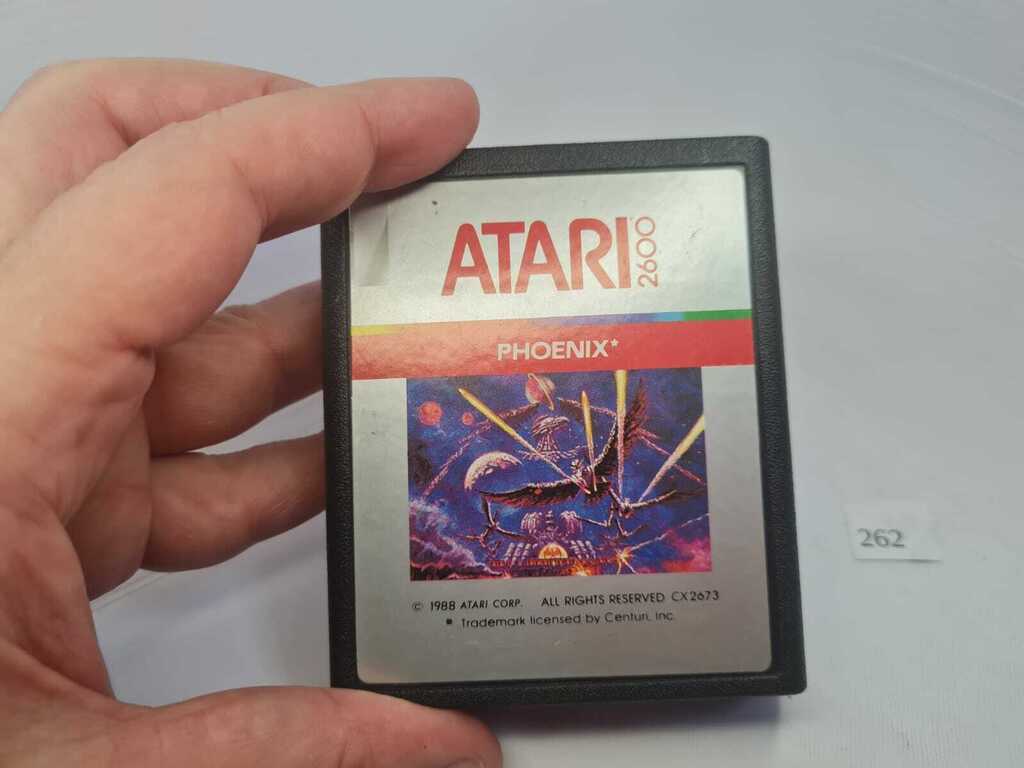 ATARI 2600
PHOENIX*
© 1988 ATARI CORP. ALL RIGHTS RESERVED CX2673
* Trademark licensed by Centuri, Inc.
262